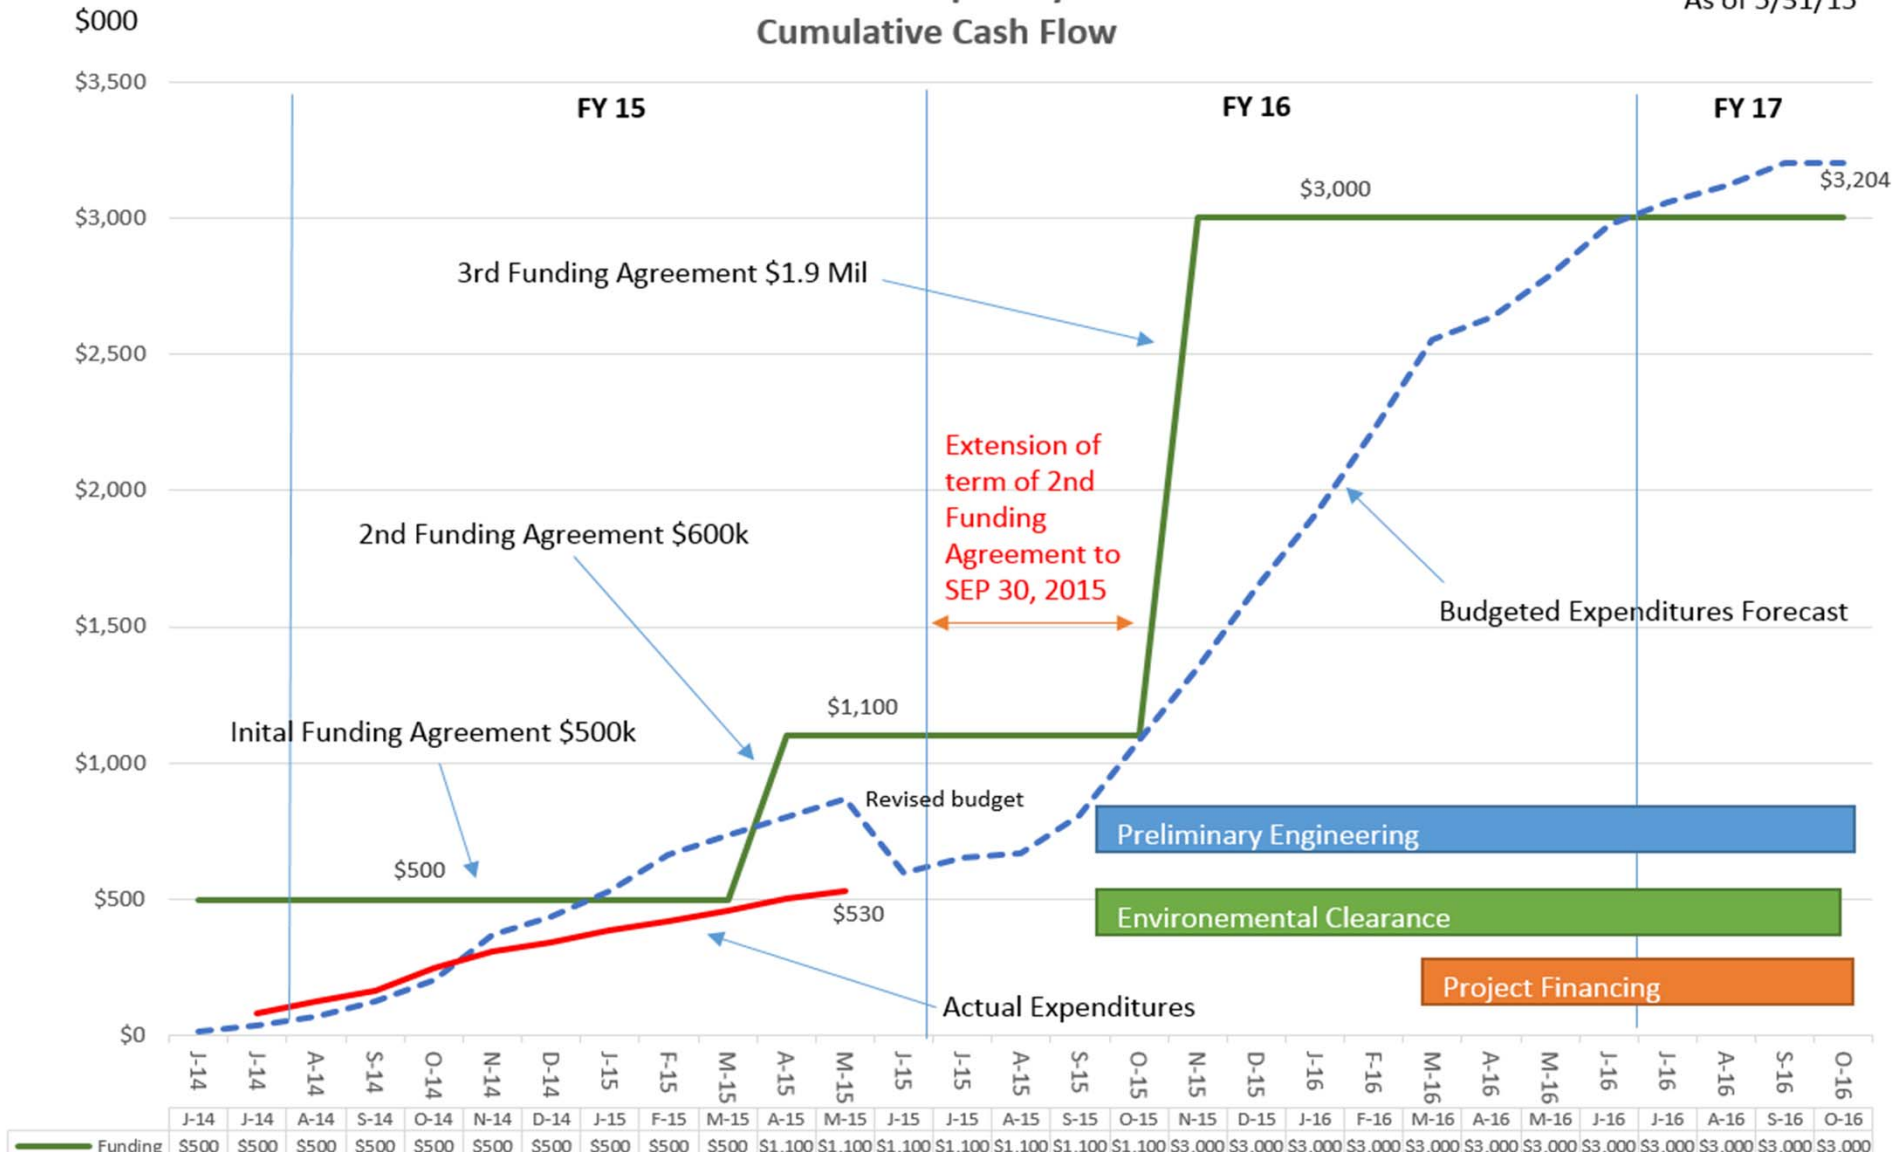 $000
As of 5/31/15
Cumulative Cash Flow
$3,500
FY 15
FY 16
FY 17
$3,000
$3,204
$3,000
3rd Funding Agreement $1.9 Mil
$2,500
Extension of
term of 2nd
Funding
Agreement to
SEP 30, 2015
$2,000
2nd Funding Agreement $600k
Budgeted Expenditures Forecast
$1,500
$1,100
Inital Funding Agreement $500k
$1,000
Revised budget
Preliminary Engineering
$500
$500
$530
Environemental Clearance
Project Financing
Actual Expenditures
$0
J-14 J-14 A-14 S-14 O-14 N-14 D-14 J-15 F-15 M-15 A-15 M-15 J-15 J-15 A-15 S-15 O-15 N-15 D-15 J-16 F-16 M-16 A-16 M-16 J-16 J-16 A-16 S-16 O-16
J-14 J-14 A-14 S-14 O-14 N-14 D-14 J-15 F-15 M-15 A-15 M-15 J-15 J-15 A-15 S-15 O-15 N-15 D-15 J-16 F-16 M-16 A-16 M-16 J-16 J-16 A-16 S-16 O-16
Funding $500 $500 $500 $500 $500 $500 $500 $500 $500 $500 $1,100 $1,100 $1,100 $1,100 $1,100 $1,100 $1,100 $3,000 $3,000 $3,000 $3,000 $3,000 $3,000 $3,000 $3,000 $3,000 $3,000 $3,000 $3,000